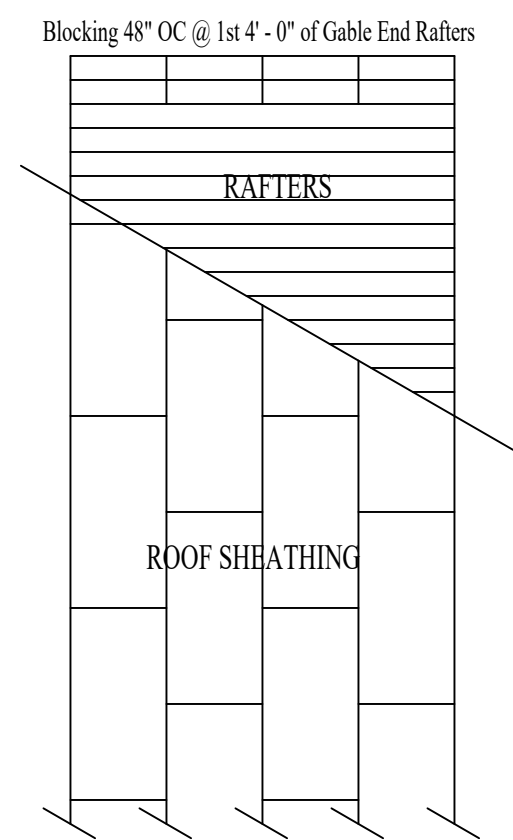 Blocking 48" OC @ 1st 4' - 0" of Gable End Rafters
RAFTERS
ROOF SHEATHING